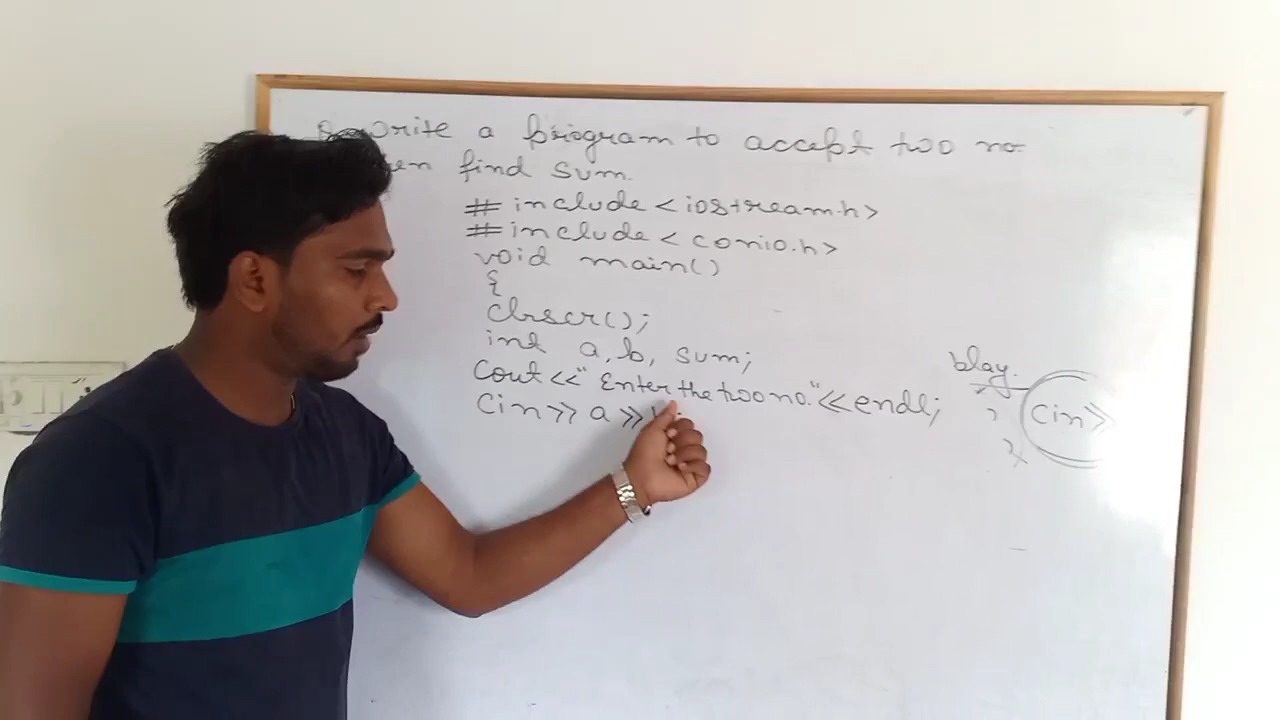 write a program to accept two no.
find sum.
# include <iostream.h>
# include < conio.h>
void main()
{
clrscr();
int a, b, sum;
cout <<" Enter the two no." << endl;
Cin >> a >>
Cin >>